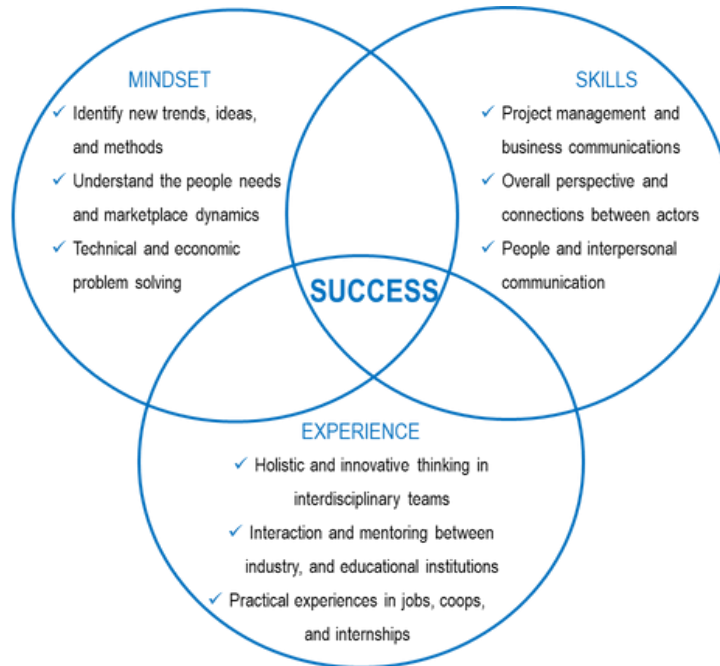 MINDSET
✓ Identify new trends, ideas,
and methods
✓ Understand the people needs
and marketplace dynamics
✓ Technical and economic
problem solving
SKILLS
✓ Project management and
business communications
✓ Overall perspective and
connections between actors
✓ People and interpersonal
communication
SUCCESS
EXPERIENCE
✓ Holistic and innovative thinking in
interdisciplinary teams
✓ Interaction and mentoring between
industry, and educational institutions
✓ Practical experiences in jobs, coops,
and internships